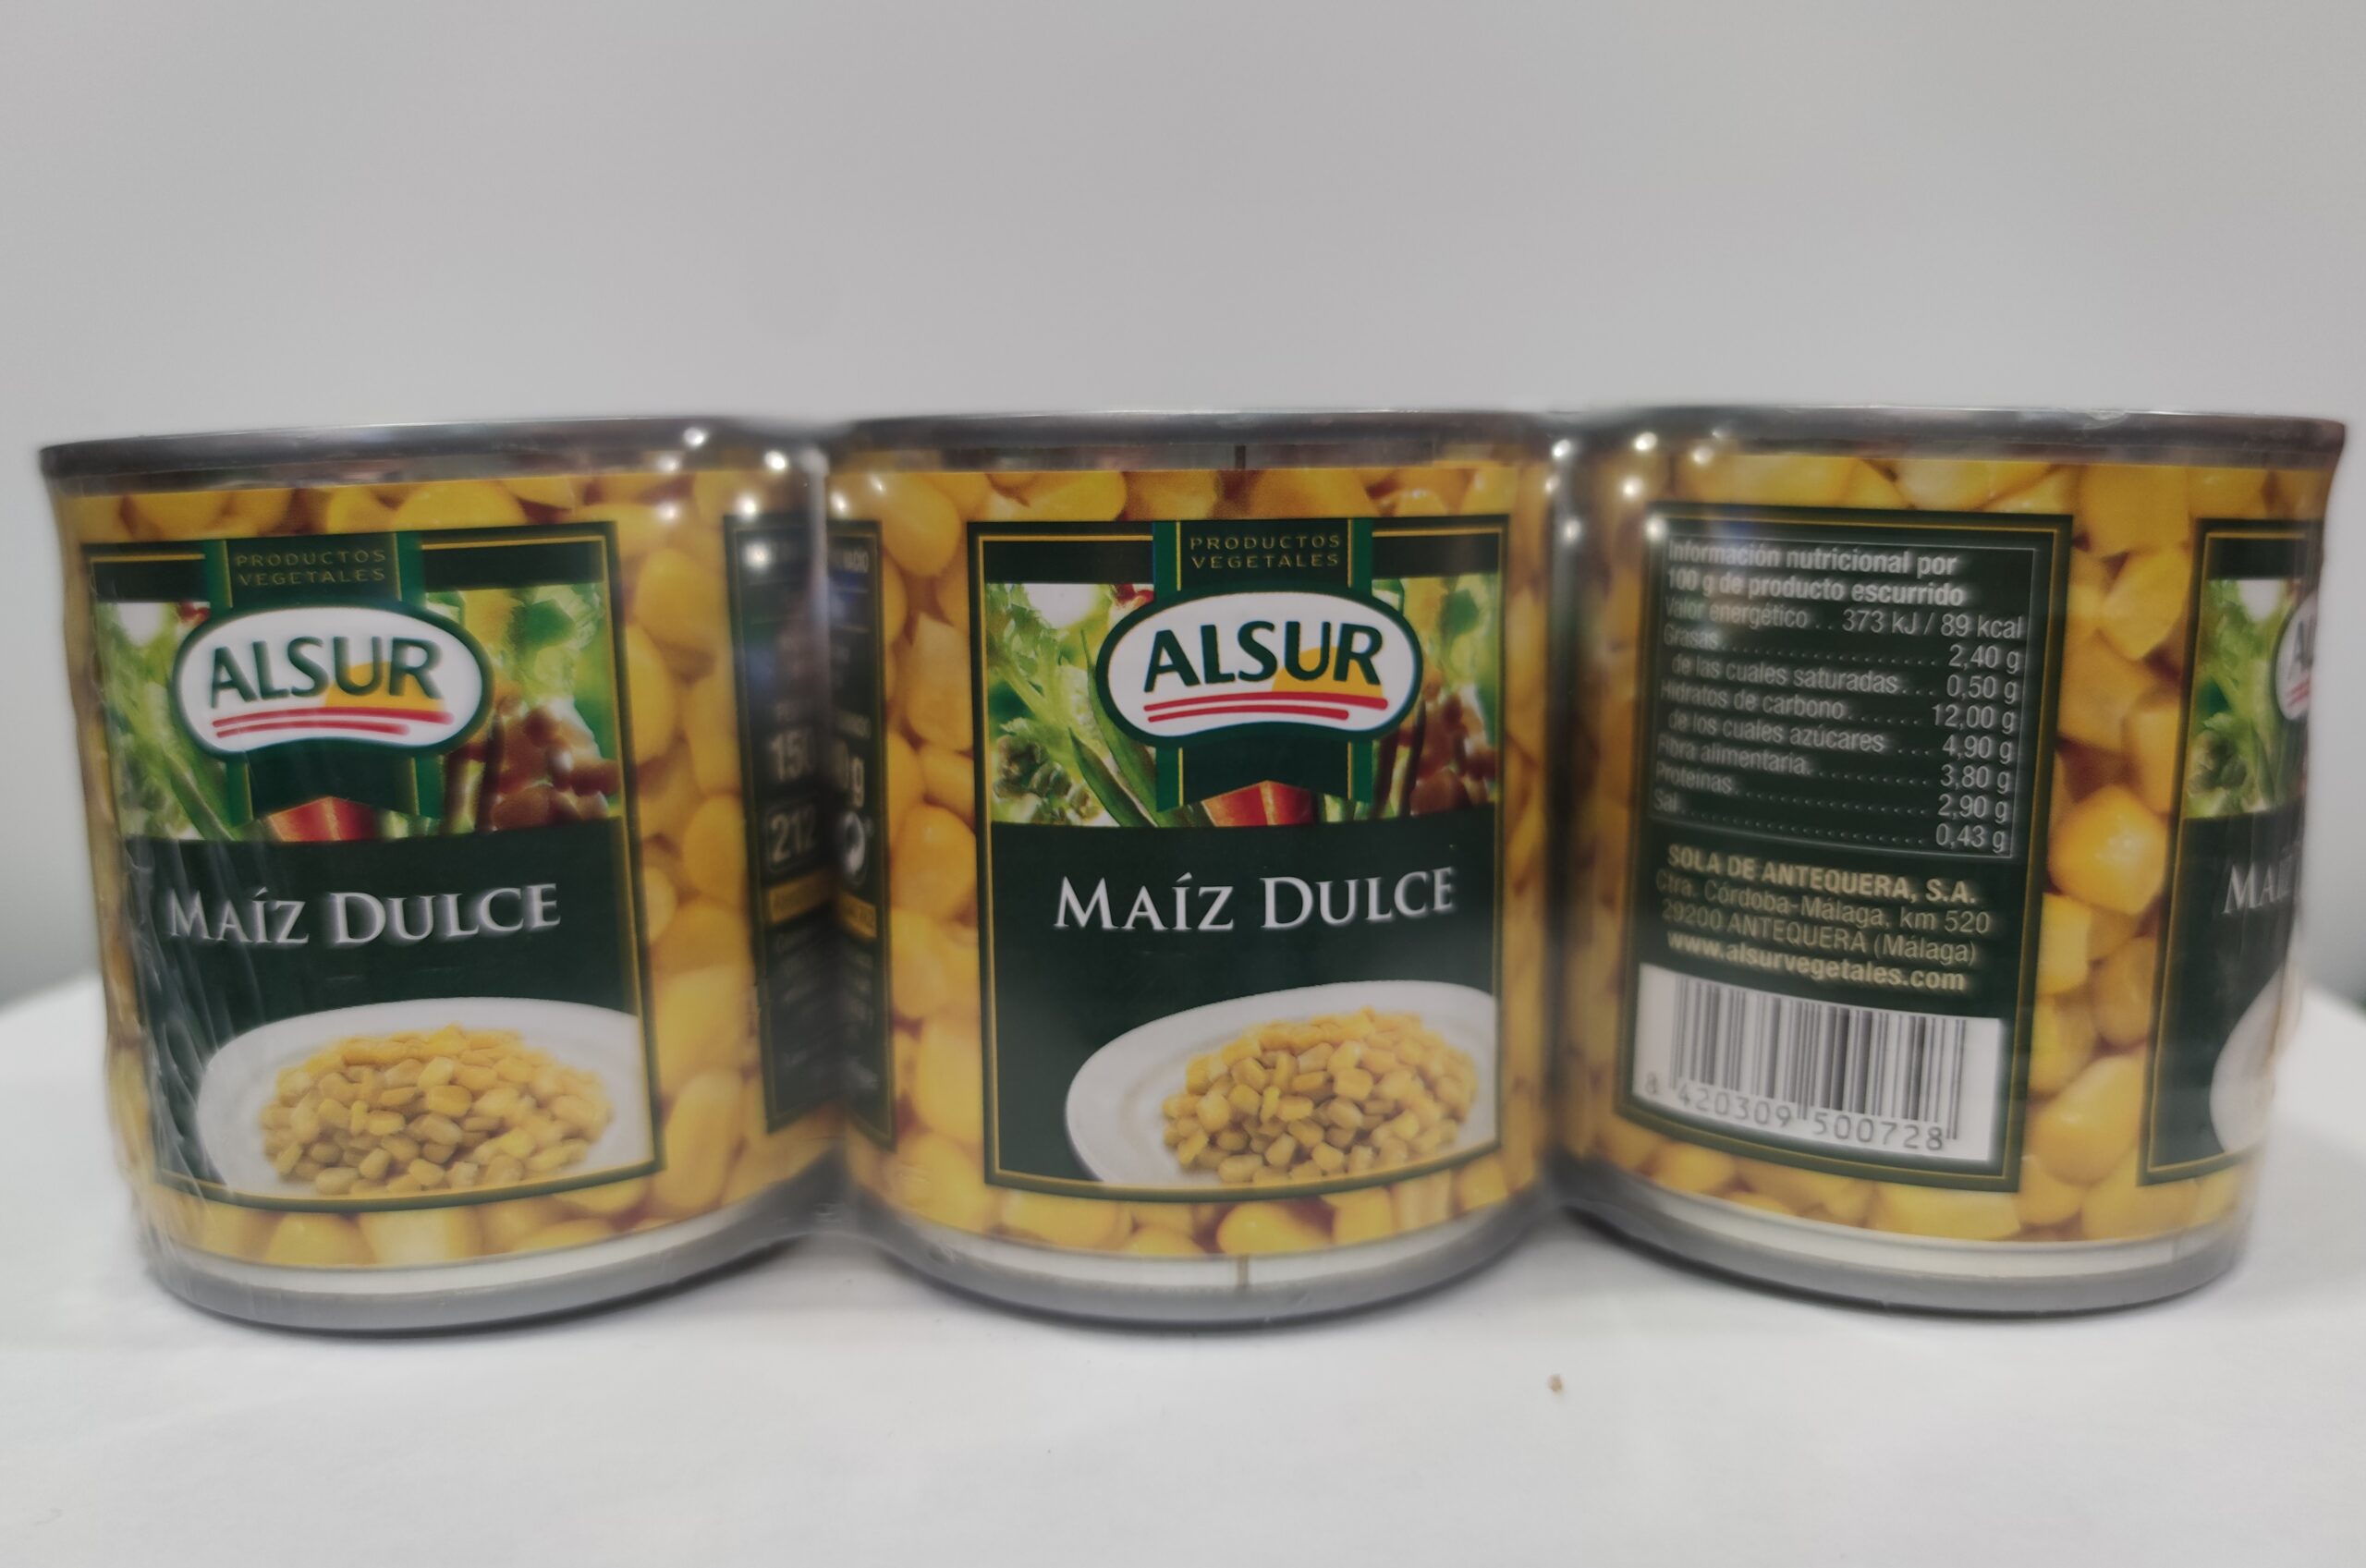 PRODUCTOS
VEGETALES
ALSUR
MAÍZ DULCE
150
212
PRODUCTOS
VEGETALES
ALSUR
MAÍZ DULCE
Información nutricional por
100 g de producto escurrido
Valor energético .. 373 kJ / 89 kcal
Grasas.................... 2,40 g
de las cuales saturadas.... 0,50 g
Hidratos de carbono....... 12,00 g
de los cuales azúcares .... 4,90 g
Fibra alimentaria........... 3,80 g
Proteínas.................. 2,90 g
Sal........................ 0,43 g
SOLA DE ANTEQUERA, S.A.
Ctra. Córdoba-Málaga, km 520
29200 ANTEQUERA (Málaga)
www.alsurvegetales.com
8 420309 500728